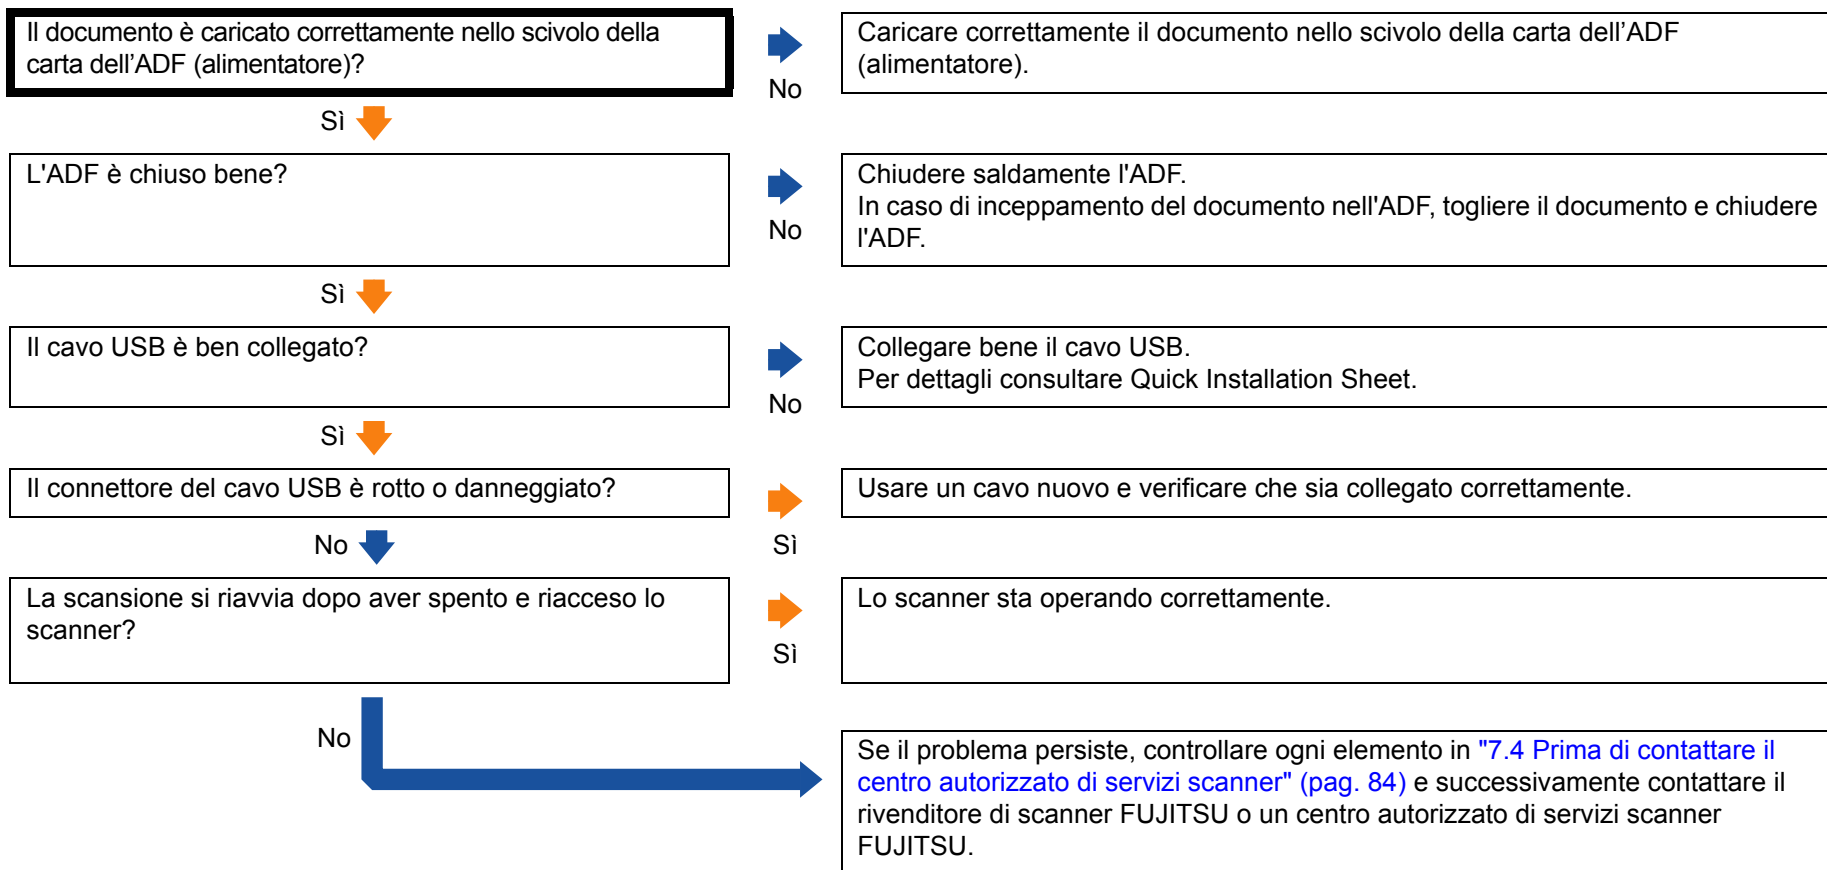 Il documento è caricato correttamente nello scivolo della
carta dell’ADF (alimentatore)?
No
Caricare correttamente il documento nello scivolo della carta dell’ADF
(alimentatore).
Sì
L'ADF è chiuso bene?
No
Chiudere saldamente l'ADF.
In caso di inceppamento del documento nell'ADF, togliere il documento e chiudere
l'ADF.
Sì
Il cavo USB è ben collegato?
No
Collegare bene il cavo USB.
Per dettagli consultare Quick Installation Sheet.
Sì
Il connettore del cavo USB è rotto o danneggiato?
Sì
Usare un cavo nuovo e verificare che sia collegato correttamente.
No
La scansione si riavvia dopo aver spento e riacceso lo
scanner?
Sì
Lo scanner sta operando correttamente.
No
Se il problema persiste, controllare ogni elemento in "7.4 Prima di contattare il
centro autorizzato di servizi scanner" (pag. 84) e successivamente contattare il
rivenditore di scanner FUJITSU o un centro autorizzato di servizi scanner
FUJITSU.